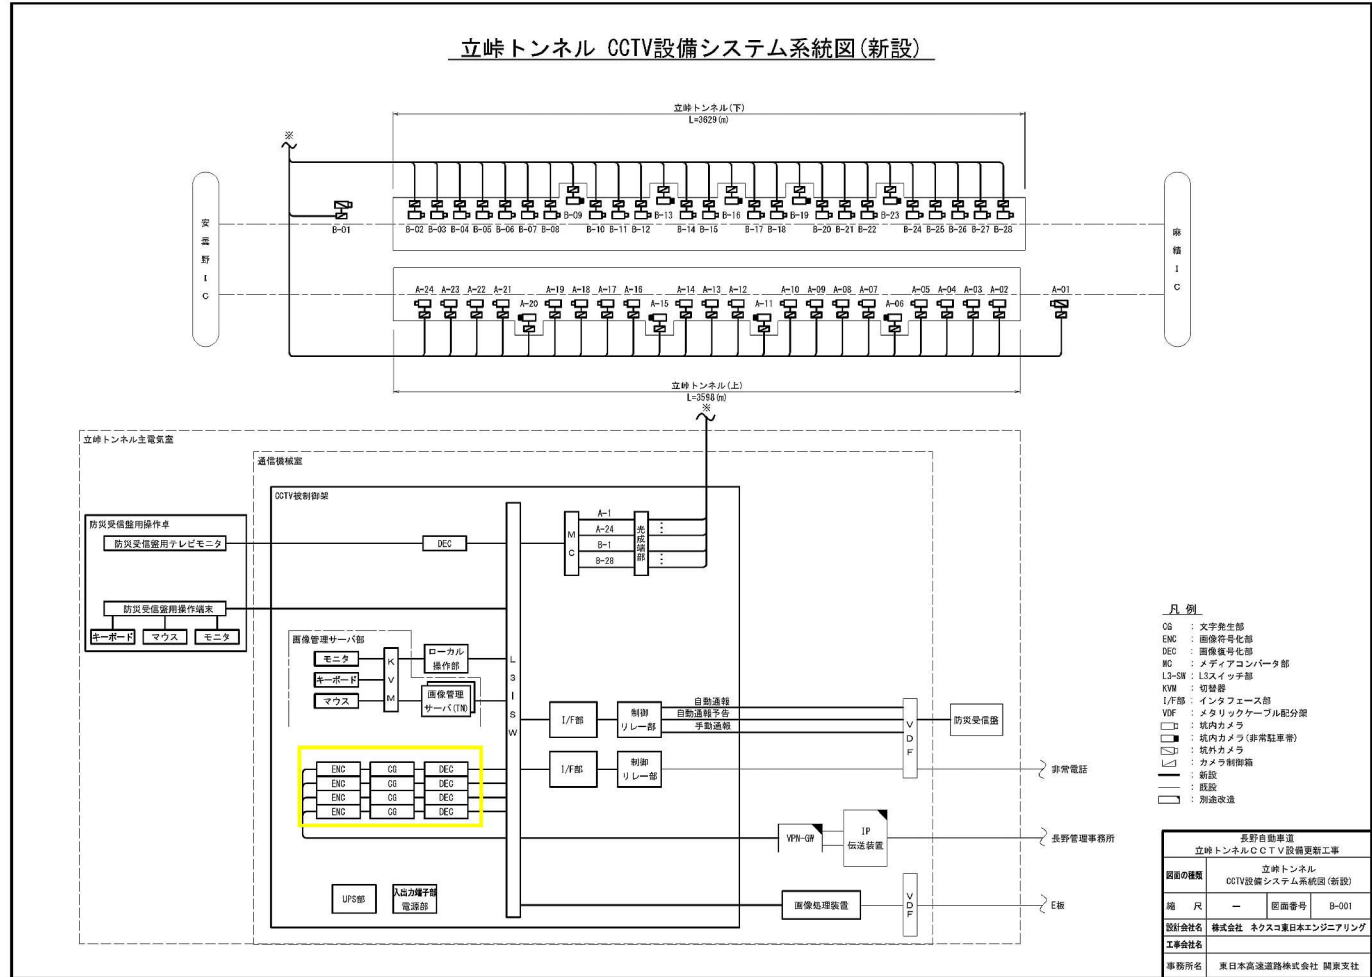 立峠トンネル CCTV設備システム系統図(新設)
立峠トンネル(下)
L=3629(m)
※
安曇野IC
麻績IC
B-01
B-02 B-03 B-04 B-05 B-06 B-07 B-08 B-09 B-10 B-11 B-12 B-13 B-14 B-15 B-16 B-17 B-18 B-19 B-20 B-21 B-22 B-23 B-24 B-25 B-26 B-27 B-28
A-24 A-23 A-22 A-21 A-20 A-19 A-18 A-17 A-16 A-15 A-14 A-13 A-12 A-11 A-10 A-09 A-08 A-07 A-06 A-05 A-04 A-03 A-02 A-01
立峠トンネル(上)
L=3598(m)
※
立峠トンネル主電気室
通信機械室
CCTV被制御架
防災受信盤用操作卓
防災受信盤用テレビモニタ
DEC
防災受信盤用操作端末
キーボード マウス モニタ
MC
A-1
A-24
B-1
B-28
光成端部
画像管理サーバ部
モニタ
キーボード
マウス
KVM
ローカル
操作部
画像管理
サーバ(TN)
L3ISW
I/F部
制御
リレー部
自動通報
自動通報予告
手動通報
VDF
防災受信盤
ENC CG DEC
ENC CG DEC
ENC CG DEC
ENC CG DEC
I/F部
制御
リレー部
非常電話
VPN-GW
IP
伝送装置
長野管理事務所
UPS部
入出力端子部
電源部
画像処理装置
VDF
E板
凡 例
CG : 文字発生部
ENC : 画像符号化部
DEC : 画像復号化部
MC : メディアコンバータ部
L3-SW : L3スイッチ部
KVM : 切替器
I/F部 : インタフェース部
VDF : メタリックケーブル配分架
: 坑内カメラ
: 坑内カメラ(非常駐車帯)
: 坑外カメラ
: カメラ制御箱
: 新設
: 既設
: 別途改造
長野自動車道
立峠トンネルCCTV設備更新工事
図面の種類 立峠トンネル
CCTV設備システム系統図(新設)
縮 尺 ー 図面番号 B-001
設計会社名 株式会社 ネクスコ東日本エンジニアリング
工事会社名
事務所名 東日本高速道路株式会社 関東支社